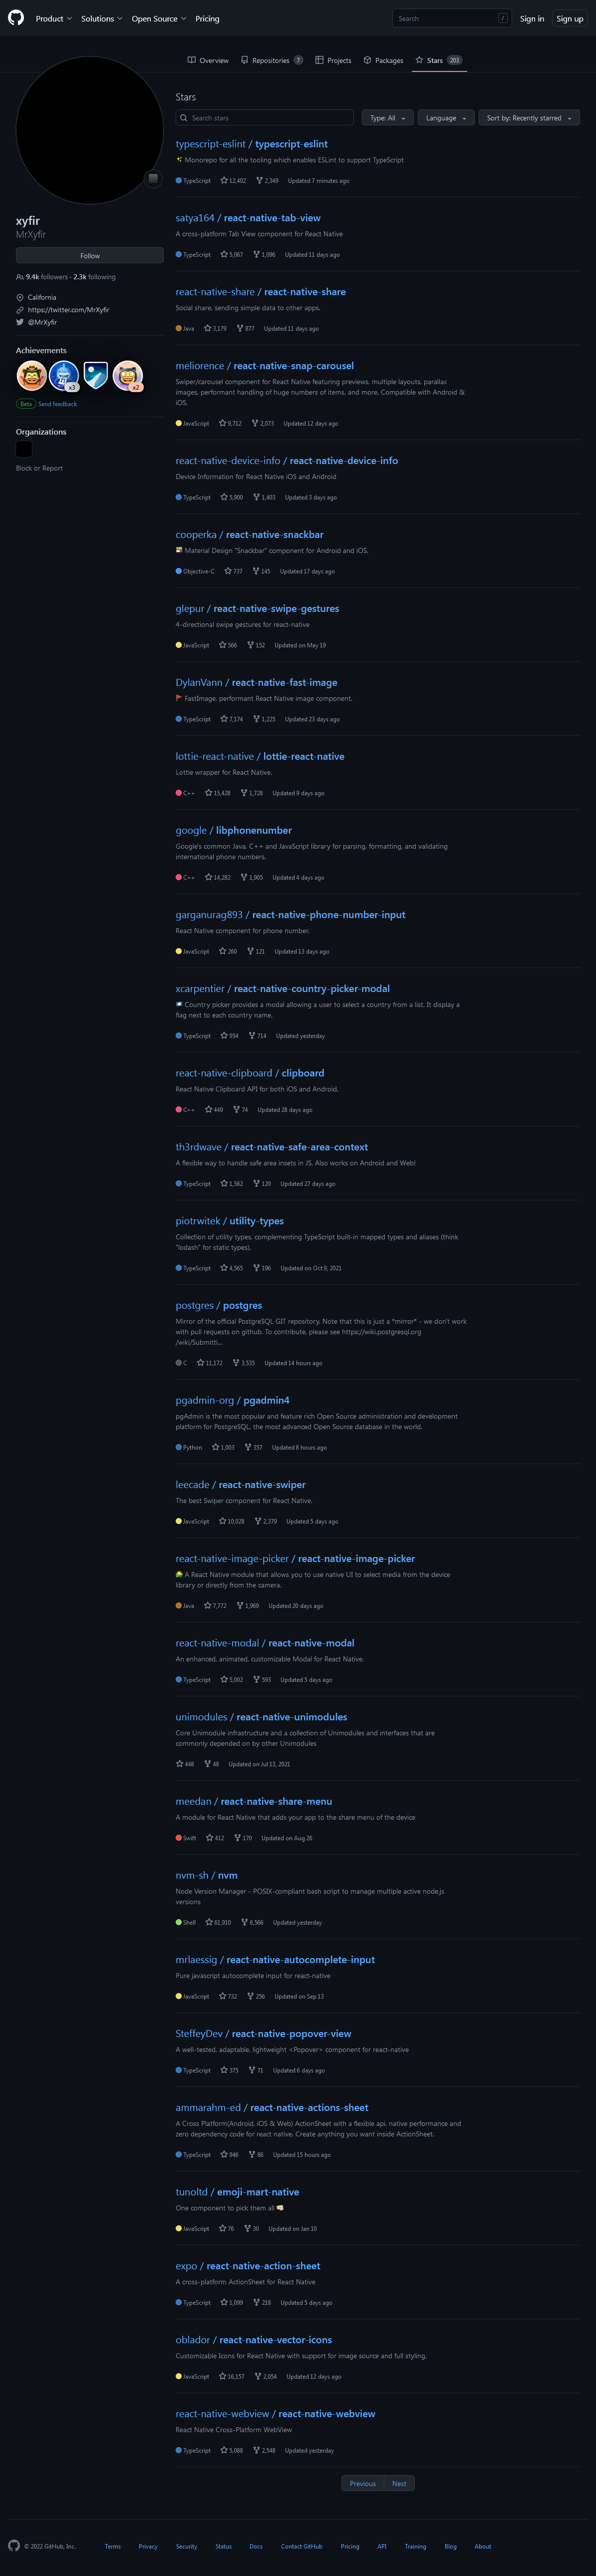 Product Solutions Open Source Pricing Search / Sign in Sign up
Overview Repositories 7 Projects Packages Stars 203
xyfir
MrXyfir
Follow
9.4k followers · 2.3k following
California
https://twitter.com/MrXyfir
@MrXyfir
Achievements
x3 x2
Beta Send feedback
Organizations
Block or Report
Stars
Search stars Type: All Language Sort by: Recently starred
typescript-eslint / typescript-eslint
Monorepo for all the tooling which enables ESLint to support TypeScript
TypeScript 12,402 2,349 Updated 7 minutes ago
satya164 / react-native-tab-view
A cross-platform Tab View component for React Native
TypeScript 5,067 1,096 Updated 11 days ago
react-native-share / react-native-share
Social share, sending simple data to other apps.
Java 3,179 877 Updated 11 days ago
meliorence / react-native-snap-carousel
Swiper/carousel component for React Native featuring previews, multiple layouts, parallax
images, performant handling of huge numbers of items, and more. Compatible with Android &
iOS.
JavaScript 9,712 2,073 Updated 12 days ago
react-native-device-info / react-native-device-info
Device Information for React Native iOS and Android
TypeScript 5,900 1,403 Updated 3 days ago
cooperka / react-native-snackbar
Material Design "Snackbar" component for Android and iOS.
Objective-C 737 145 Updated 17 days ago
glepur / react-native-swipe-gestures
4-directional swipe gestures for react-native
JavaScript 566 152 Updated on May 19
DylanVann / react-native-fast-image
FastImage, performant React Native image component.
TypeScript 7,174 1,225 Updated 23 days ago
lottie-react-native / lottie-react-native
Lottie wrapper for React Native.
C++ 15,428 1,728 Updated 9 days ago
google / libphonenumber
Google's common Java, C++ and JavaScript library for parsing, formatting, and validating
international phone numbers.
C++ 14,282 1,905 Updated 4 days ago
garganurag893 / react-native-phone-number-input
React Native component for phone number.
JavaScript 260 121 Updated 13 days ago
xcarpentier / react-native-country-picker-modal
Country picker provides a modal allowing a user to select a country from a list. It display a
flag next to each country name.
TypeScript 954 714 Updated yesterday
react-native-clipboard / clipboard
React Native Clipboard API for both iOS and Android.
C++ 449 74 Updated 28 days ago
th3rdwave / react-native-safe-area-context
A flexible way to handle safe area insets in JS. Also works on Android and Web!
TypeScript 1,562 120 Updated 27 days ago
piotrwitek / utility-types
Collection of utility types, complementing TypeScript built-in mapped types and aliases (think
"lodash" for static types).
TypeScript 4,565 196 Updated on Oct 9, 2021
postgres / postgres
Mirror of the official PostgreSQL GIT repository. Note that this is just a *mirror* - we don't work
with pull requests on github. To contribute, please see https://wiki.postgresql.org
/wiki/Submitti...
C 11,172 3,535 Updated 14 hours ago
pgadmin-org / pgadmin4
pgAdmin is the most popular and feature rich Open Source administration and development
platform for PostgreSQL, the most advanced Open Source database in the world.
Python 1,003 357 Updated 8 hours ago
leecade / react-native-swiper
The best Swiper component for React Native.
JavaScript 10,028 2,379 Updated 5 days ago
react-native-image-picker / react-native-image-picker
A React Native module that allows you to use native UI to select media from the device
library or directly from the camera.
Java 7,772 1,969 Updated 20 days ago
react-native-modal / react-native-modal
An enhanced, animated, customizable Modal for React Native.
TypeScript 5,002 593 Updated 5 days ago
unimodules / react-native-unimodules
Core Unimodule infrastructure and a collection of Unimodules and interfaces that are
commonly depended on by other Unimodules
448 48 Updated on Jul 13, 2021
meedan / react-native-share-menu
A module for React Native that adds your app to the share menu of the device
Swift 412 170 Updated on Aug 26
nvm-sh / nvm
Node Version Manager - POSIX-compliant bash script to manage multiple active node.js
versions
Shell 61,910 6,566 Updated yesterday
mrlaessig / react-native-autocomplete-input
Pure javascript autocomplete input for react-native
JavaScript 732 256 Updated on Sep 13
SteffeyDev / react-native-popover-view
A well-tested, adaptable, lightweight <Popover> component for react-native
TypeScript 375 71 Updated 6 days ago
ammarahm-ed / react-native-actions-sheet
A Cross Platform(Android, iOS & Web) ActionSheet with a flexible api, native performance and
zero dependency code for react native. Create anything you want inside ActionSheet.
TypeScript 946 86 Updated 15 hours ago
tunoltd / emoji-mart-native
One component to pick them all
JavaScript 76 30 Updated on Jan 10
expo / react-native-action-sheet
A cross-platform ActionSheet for React Native
TypeScript 1,099 218 Updated 5 days ago
oblador / react-native-vector-icons
Customizable Icons for React Native with support for image source and full styling.
JavaScript 16,157 2,054 Updated 12 days ago
react-native-webview / react-native-webview
React Native Cross-Platform WebView
TypeScript 5,088 2,548 Updated yesterday
Previous Next
© 2022 GitHub, Inc. Terms Privacy Security Status Docs Contact GitHub Pricing API Training Blog About